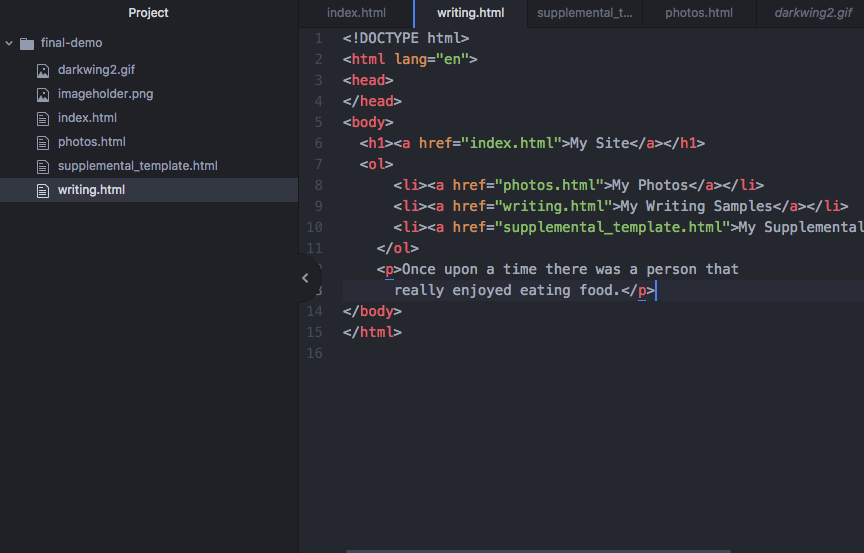 Project
final-demo
darkwing2.gif
imageholder.png
index.html
photos.html
supplemental_template.html
writing.html
index.html writing.html supplemental_t... photos.html darkwing2.gif
1 <!DOCTYPE html>
2 <html lang="en">
3 <head>
4 </head>
5 <body>
6 <h1><a href="index.html">My Site</a></h1>
7 <ol>
8 <li><a href="photos.html">My Photos</a></li>
9 <li><a href="writing.html">My Writing Samples</a></li>
10 <li><a href="supplemental_template.html">My Supplemental
11 </ol>
<p>Once upon a time there was a person that
really enjoyed eating food.</p>
14 </body>
15 </html>
16